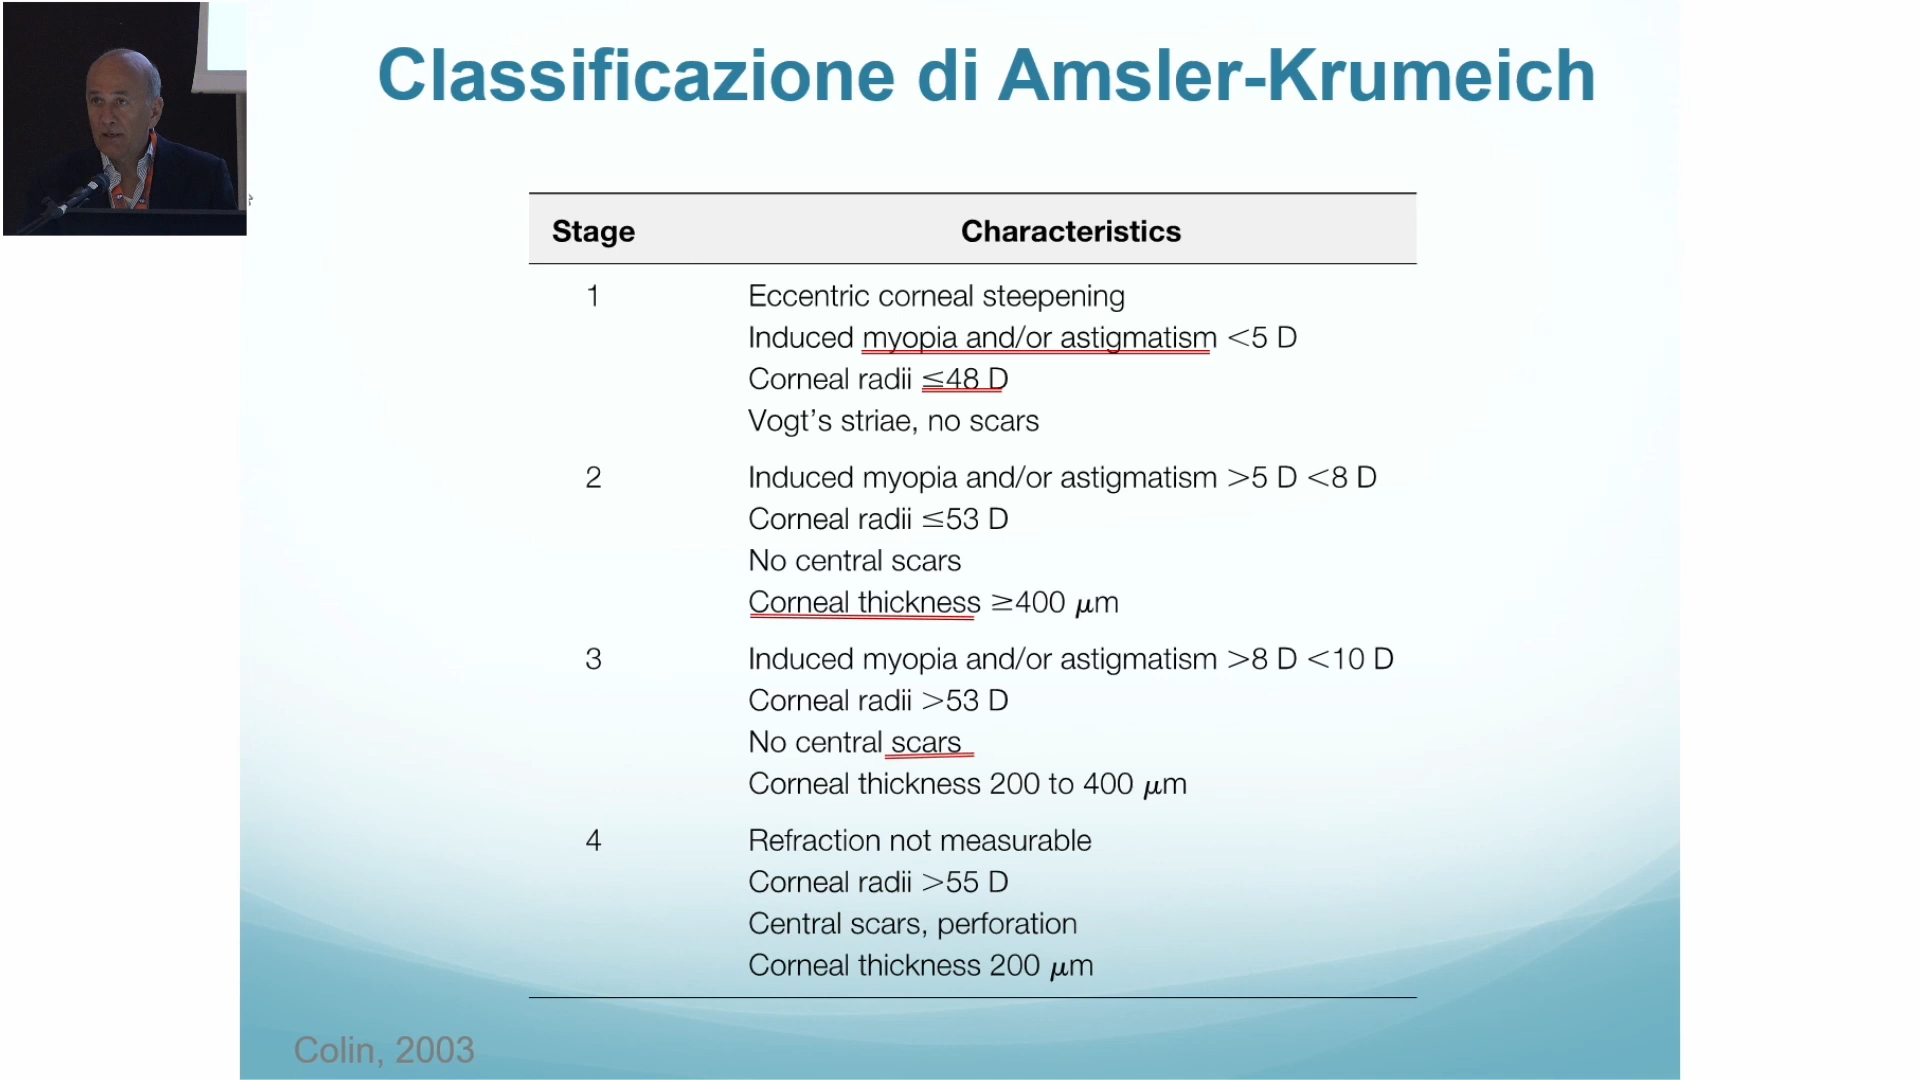 Classificazione di Amsler-Krumeich
Stage Characteristics
1 Eccentric corneal steepening
Induced myopia and/or astigmatism <5 D
Corneal radii ≤48 D
Vogt's striae, no scars
2 Induced myopia and/or astigmatism >5 D <8 D
Corneal radii ≤53 D
No central scars
Corneal thickness ≥400 μm
3 Induced myopia and/or astigmatism >8 D <10 D
Corneal radii >53 D
No central scars
Corneal thickness 200 to 400 μm
4 Refraction not measurable
Corneal radii >55 D
Central scars, perforation
Corneal thickness 200 μm
Colin, 2003